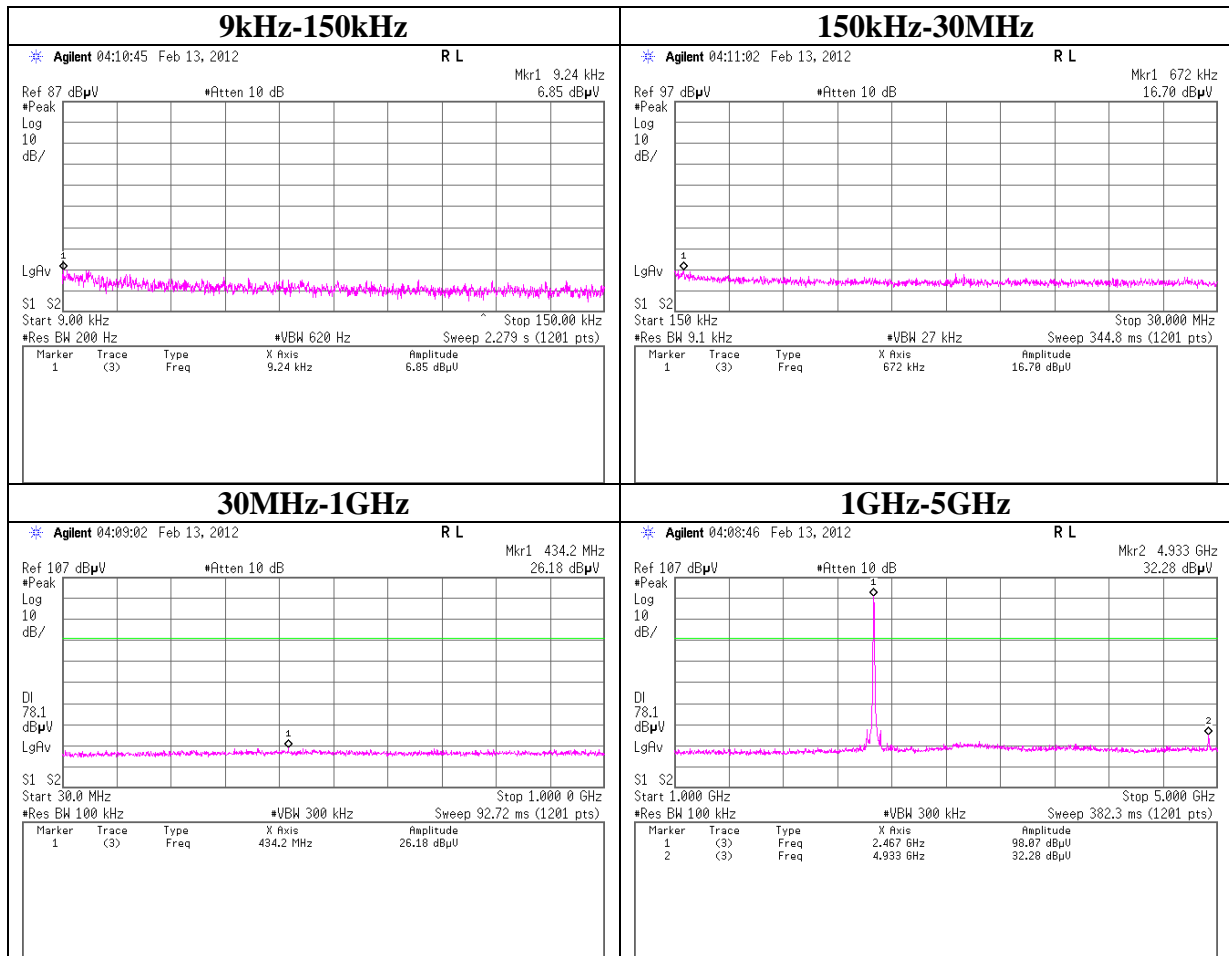 9kHz-150kHz
Agilent 04:10:45 Feb 13, 2012 R L
Mkr1 9.24 kHz
Ref 87 dBµV #Atten 10 dB 6.85 dBµV
#Peak
Log
10
dB/
1
LgAv
S1 S2
Start 9.00 kHz ^ Stop 150.00 kHz
#Res BW 200 Hz #VBW 620 Hz Sweep 2.279 s (1201 pts)
Marker Trace Type X Axis Amplitude
1 (3) Freq 9.24 kHz 6.85 dBµV
150kHz-30MHz
Agilent 04:11:02 Feb 13, 2012 R L
Mkr1 672 kHz
Ref 97 dBµV #Atten 10 dB 16.70 dBµV
#Peak
Log
10
dB/
1
LgAv
S1 S2
Start 150 kHz Stop 30.000 MHz
#Res BW 9.1 kHz #VBW 27 kHz Sweep 344.8 ms (1201 pts)
Marker Trace Type X Axis Amplitude
1 (3) Freq 672 kHz 16.70 dBµV
30MHz-1GHz
Agilent 04:09:02 Feb 13, 2012 R L
Mkr1 434.2 MHz
Ref 107 dBµV #Atten 10 dB 26.18 dBµV
#Peak
Log
10
dB/
DI
78.1
dBµV
1
LgAv
S1 S2
Start 30.0 MHz Stop 1.000 0 GHz
#Res BW 100 kHz #VBW 300 kHz Sweep 92.72 ms (1201 pts)
Marker Trace Type X Axis Amplitude
1 (3) Freq 434.2 MHz 26.18 dBµV
1GHz-5GHz
Agilent 04:08:46 Feb 13, 2012 R L
Mkr2 4.933 GHz
Ref 107 dBµV #Atten 10 dB 32.28 dBµV
#Peak
1
Log
10
dB/
DI
78.1
dBµV
2
LgAv
S1 S2
Start 1.000 GHz Stop 5.000 GHz
#Res BW 100 kHz #VBW 300 kHz Sweep 382.3 ms (1201 pts)
Marker Trace Type X Axis Amplitude
1 (3) Freq 2.467 GHz 98.07 dBµV
2 (3) Freq 4.933 GHz 32.28 dBµV